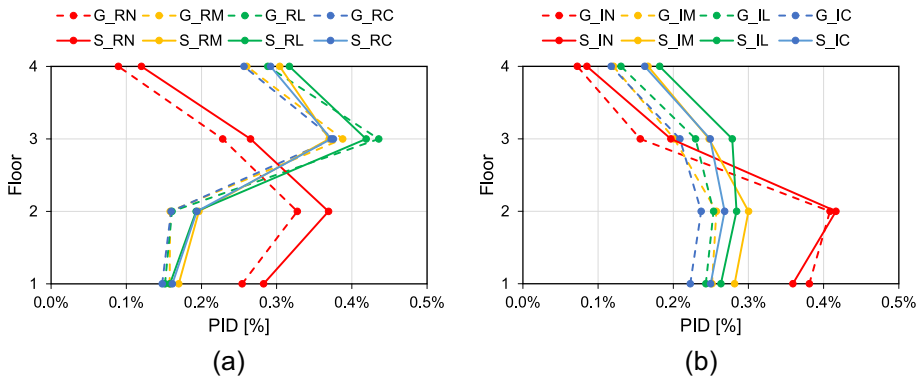 G_RN G_RM G_RL G_RC
S_RN S_RM S_RL S_RC
4
3
2
1
Floor
0.0% 0.1% 0.2% 0.3% 0.4% 0.5%
PID [%]
(a)
G_IN G_IM G_IL G_IC
S_IN S_IM S_IL S_IC
4
3
2
1
Floor
0.0% 0.1% 0.2% 0.3% 0.4% 0.5%
PID [%]
(b)